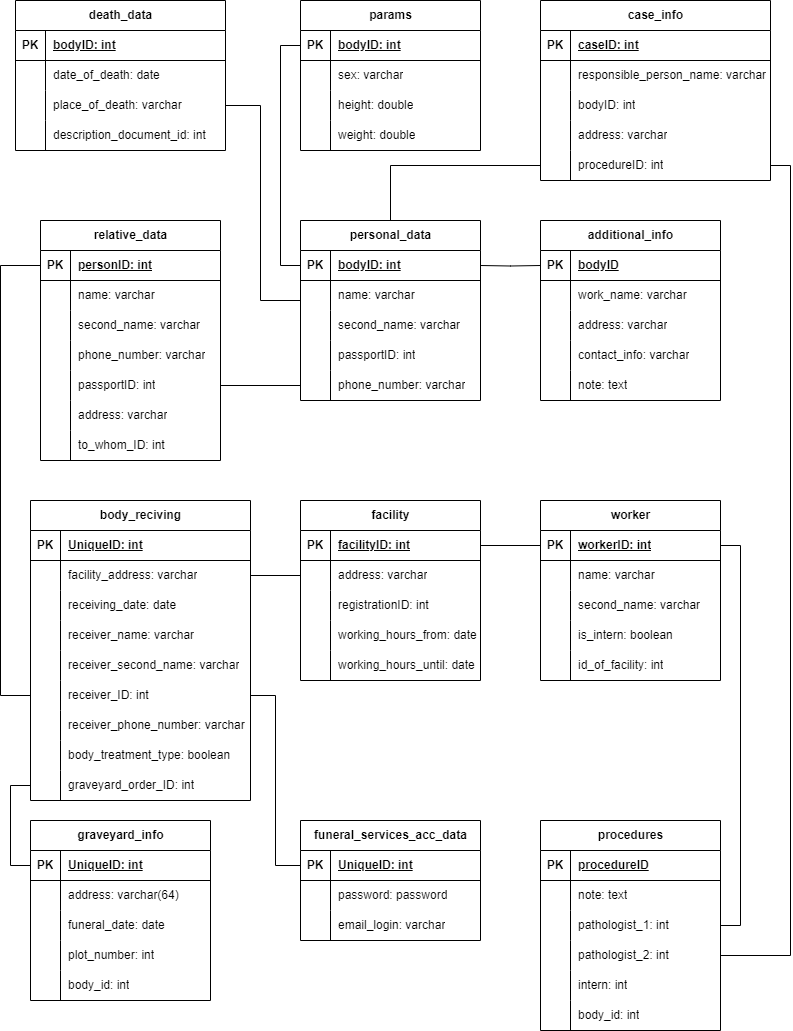 death_data
PK bodyID: int
date_of_death: date
place_of_death: varchar
description_document_id: int
params
PK bodyID: int
sex: varchar
height: double
weight: double
case_info
PK caseID: int
responsible_person_name: varchar
bodyID: int
address: varchar
procedureID: int
relative_data
PK personID: int
name: varchar
second_name: varchar
phone_number: varchar
passportID: int
address: varchar
to_whom_ID: int
personal_data
PK bodyID: int
name: varchar
second_name: varchar
passportID: int
phone_number: varchar
additional_info
PK bodyID
work_name: varchar
address: varchar
contact_info: varchar
note: text
body_reciving
PK UniqueID: int
facility_address: varchar
receiving_date: date
receiver_name: varchar
receiver_second_name: varchar
receiver_ID: int
receiver_phone_number: varchar
body_treatment_type: boolean
graveyard_order_ID: int
facility
PK facilityID: int
address: varchar
registrationID: int
working_hours_from: date
working_hours_until: date
worker
PK workerID: int
name: varchar
second_name: varchar
is_intern: boolean
id_of_facility: int
graveyard_info
PK UniqueID: int
address: varchar(64)
funeral_date: date
plot_number: int
body_id: int
funeral_services_acc_data
PK UniqueID: int
password: password
email_login: varchar
procedures
PK procedureID
note: text
pathologist_1: int
pathologist_2: int
intern: int
body_id: int